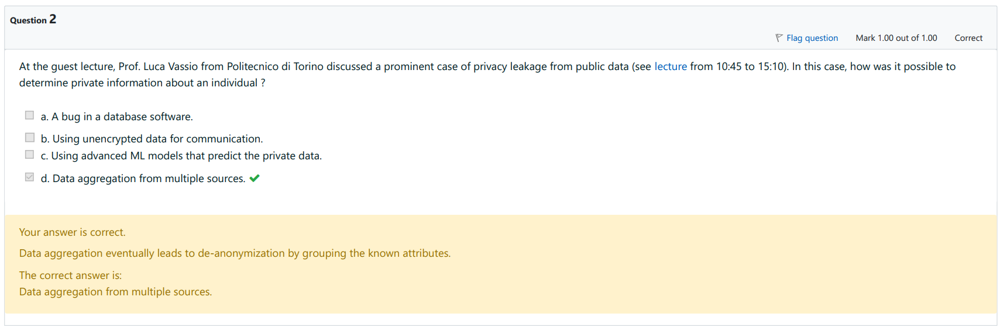 Question 2
Flag question Mark 1.00 out of 1.00 Correct
At the guest lecture, Prof. Luca Vassio from Politecnico di Torino discussed a prominent case of privacy leakage from public data (see lecture from 10:45 to 15:10). In this case, how was it possible to
determine private information about an individual ?
a. A bug in a database software.
b. Using unencrypted data for communication.
c. Using advanced ML models that predict the private data.
d. Data aggregation from multiple sources.
Your answer is correct.
Data aggregation eventually leads to de-anonymization by grouping the known attributes.
The correct answer is:
Data aggregation from multiple sources.